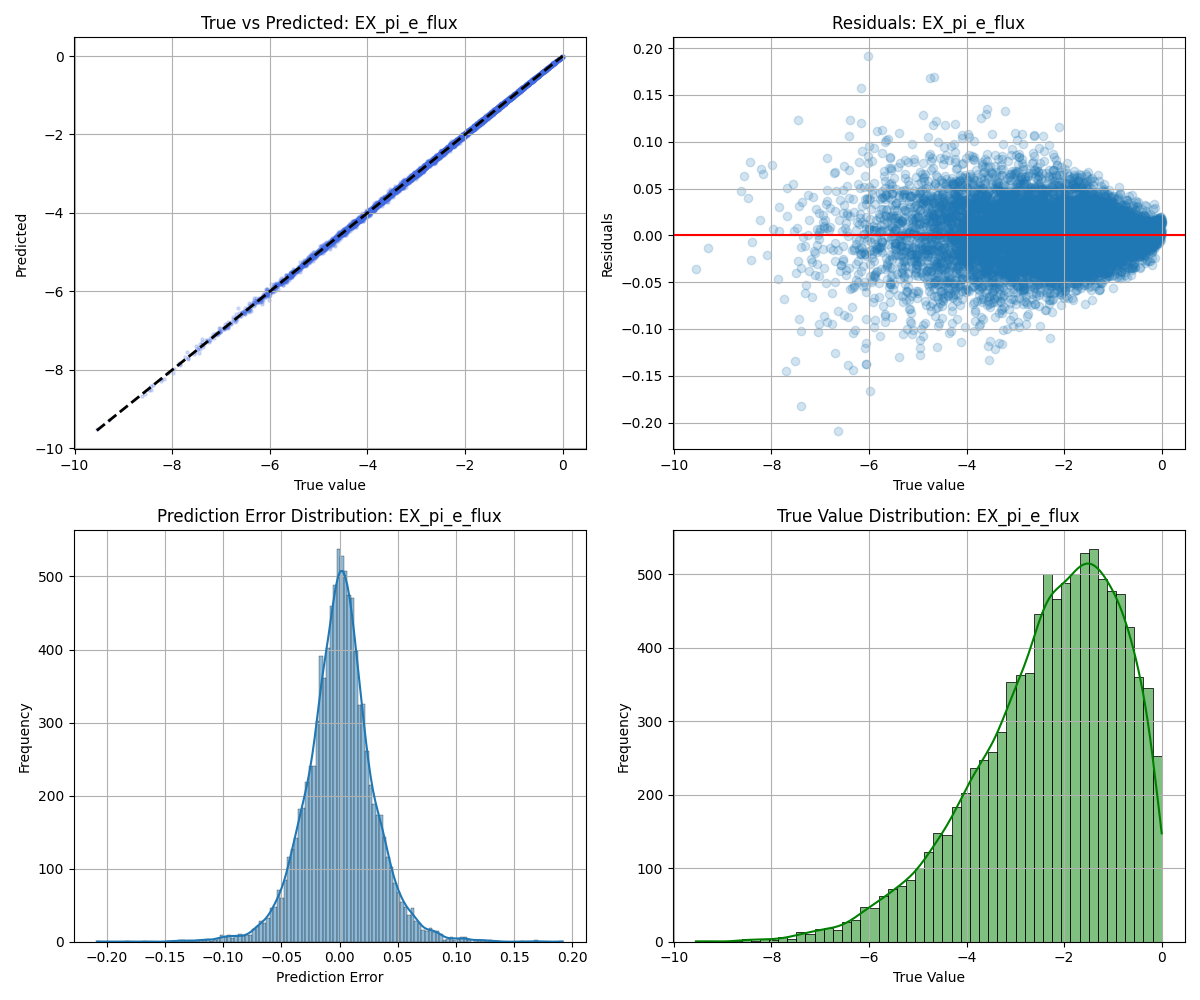 True vs Predicted: EX_pi_e_flux
0
−2
−4
−6
−8
−10
Predicted
−10 −8 −6 −4 −2 0
True value
Residuals: EX_pi_e_flux
0.20
0.15
0.10
0.05
0.00
−0.05
−0.10
−0.15
−0.20
Residuals
−10 −8 −6 −4 −2 0
True value
Prediction Error Distribution: EX_pi_e_flux
500
400
300
200
100
0
Frequency
−0.20 −0.15 −0.10 −0.05 0.00 0.05 0.10 0.15 0.20
Prediction Error
True Value Distribution: EX_pi_e_flux
500
400
300
200
100
0
Frequency
−10 −8 −6 −4 −2 0
True Value